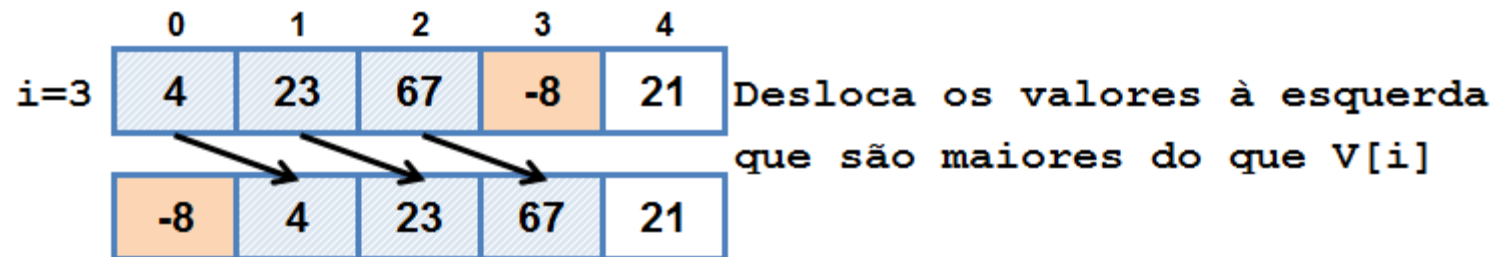 0 1 2 3 4
i=3 4 23 67 -8 21 Desloca os valores à esquerda
que são maiores do que V[i]
-8 4 23 67 21